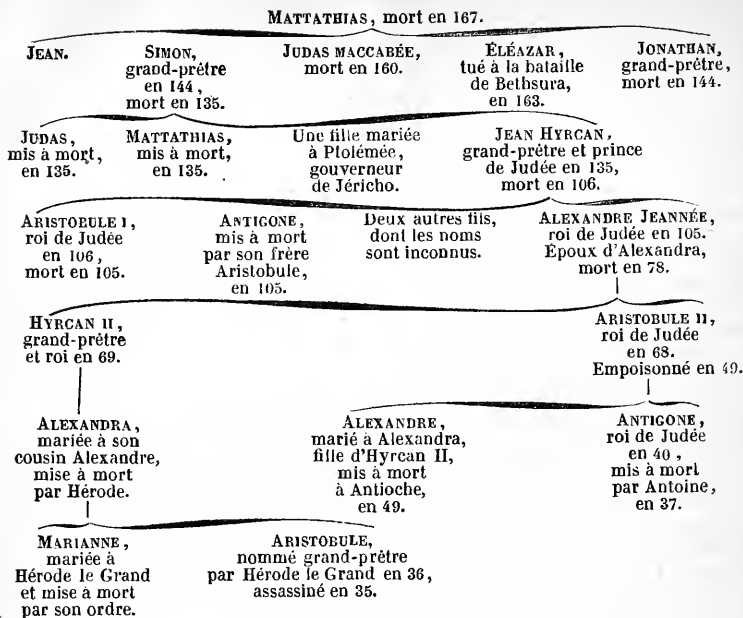 MATTATHIAS, mort en 167.
JEAN.
SIMON,
grand-prêtre
en 144,
mort en 135.
JUDAS MACCABÉE,
mort en 160.
ÉLÉAZAR,
tué à la bataille
de Bethsura,
en 163.
JONATHAN,
grand-prêtre,
mort en 144.
JUDAS,
mis à mort,
en 135.
MATTATHIAS,
mis à mort,
en 135.
Une fille mariée
à Ptolémée,
gouverneur
de Jéricho.
JEAN HYRCAN,
grand-prêtre et prince
de Judée en 135,
mort en 106.
ARISTOBULE I,
roi de Judée
en 106,
mort en 105.
ANTIGONE,
mis à mort
par son frère
Aristobule,
en 105.
Deux autres fils,
dont les noms
sont inconnus.
ALEXANDRE JEANNÉE,
roi de Judée en 105.
Époux d'Alexandra,
mort en 78.
HYRCAN II,
grand-prêtre
et roi en 69.
ARISTOBULE II,
roi de Judée
en 68.
Empoisonné en 49.
ALEXANDRA,
mariée à son
cousin Alexandre,
mise à mort
par Hérode.
ALEXANDRE,
marié à Alexandra,
fille d'Hyrcan II,
mis à mort
à Antioche,
en 49.
ANTIGONE,
roi de Judée
en 40,
mis à mort
par Antoine,
en 37.
MARIANNE,
mariée à
Hérode le Grand
et mise à mort
par son ordre.
ARISTOBULE,
nommé grand-prêtre
par Hérode le Grand en 36,
assassiné en 35.